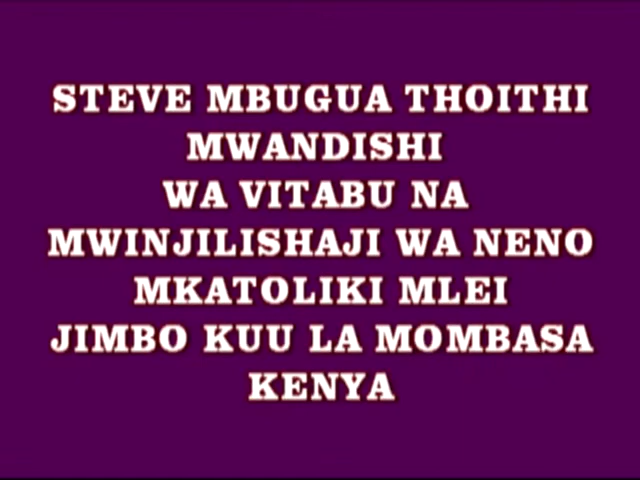 STEVE MBUGUA THOITHI
MWANDISHI
WA VITABU NA
MWINJILISHAJI WA NENO
MKATOLIKI MLEI
JIMBO KUU LA MOMBASA
KENYA